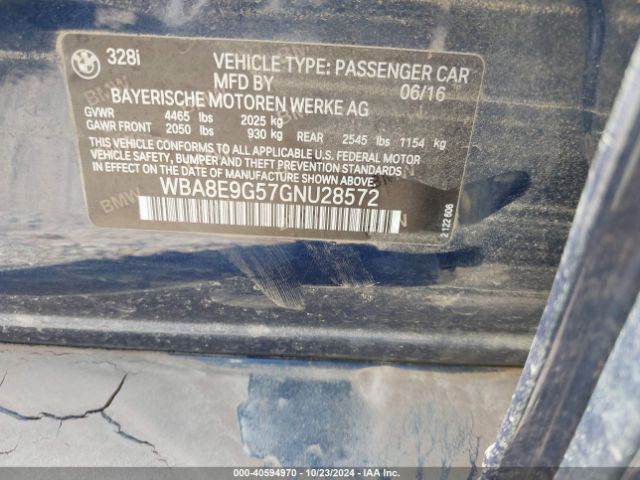 328i VEHICLE TYPE: PASSENGER CAR
MFD BY 06/16
BAYERISCHE MOTOREN WERKE AG
GVWR 4465 lbs 2025 kg
GAWR FRONT 2050 lbs 930 kg REAR 2545 lbs 1154 kg
THIS VEHICLE CONFORMS TO ALL APPLICABLE U.S. FEDERAL MOTOR
VEHICLE SAFETY, BUMPER, AND THEFT PREVENTION STANDARDS
IN EFFECT ON THE DATE OF MANUFACTURE SHOWN ABOVE.
WBA8E9G57GNU28572
2 122 606
000-40594970 - 10/23/2024 - IAA Inc.